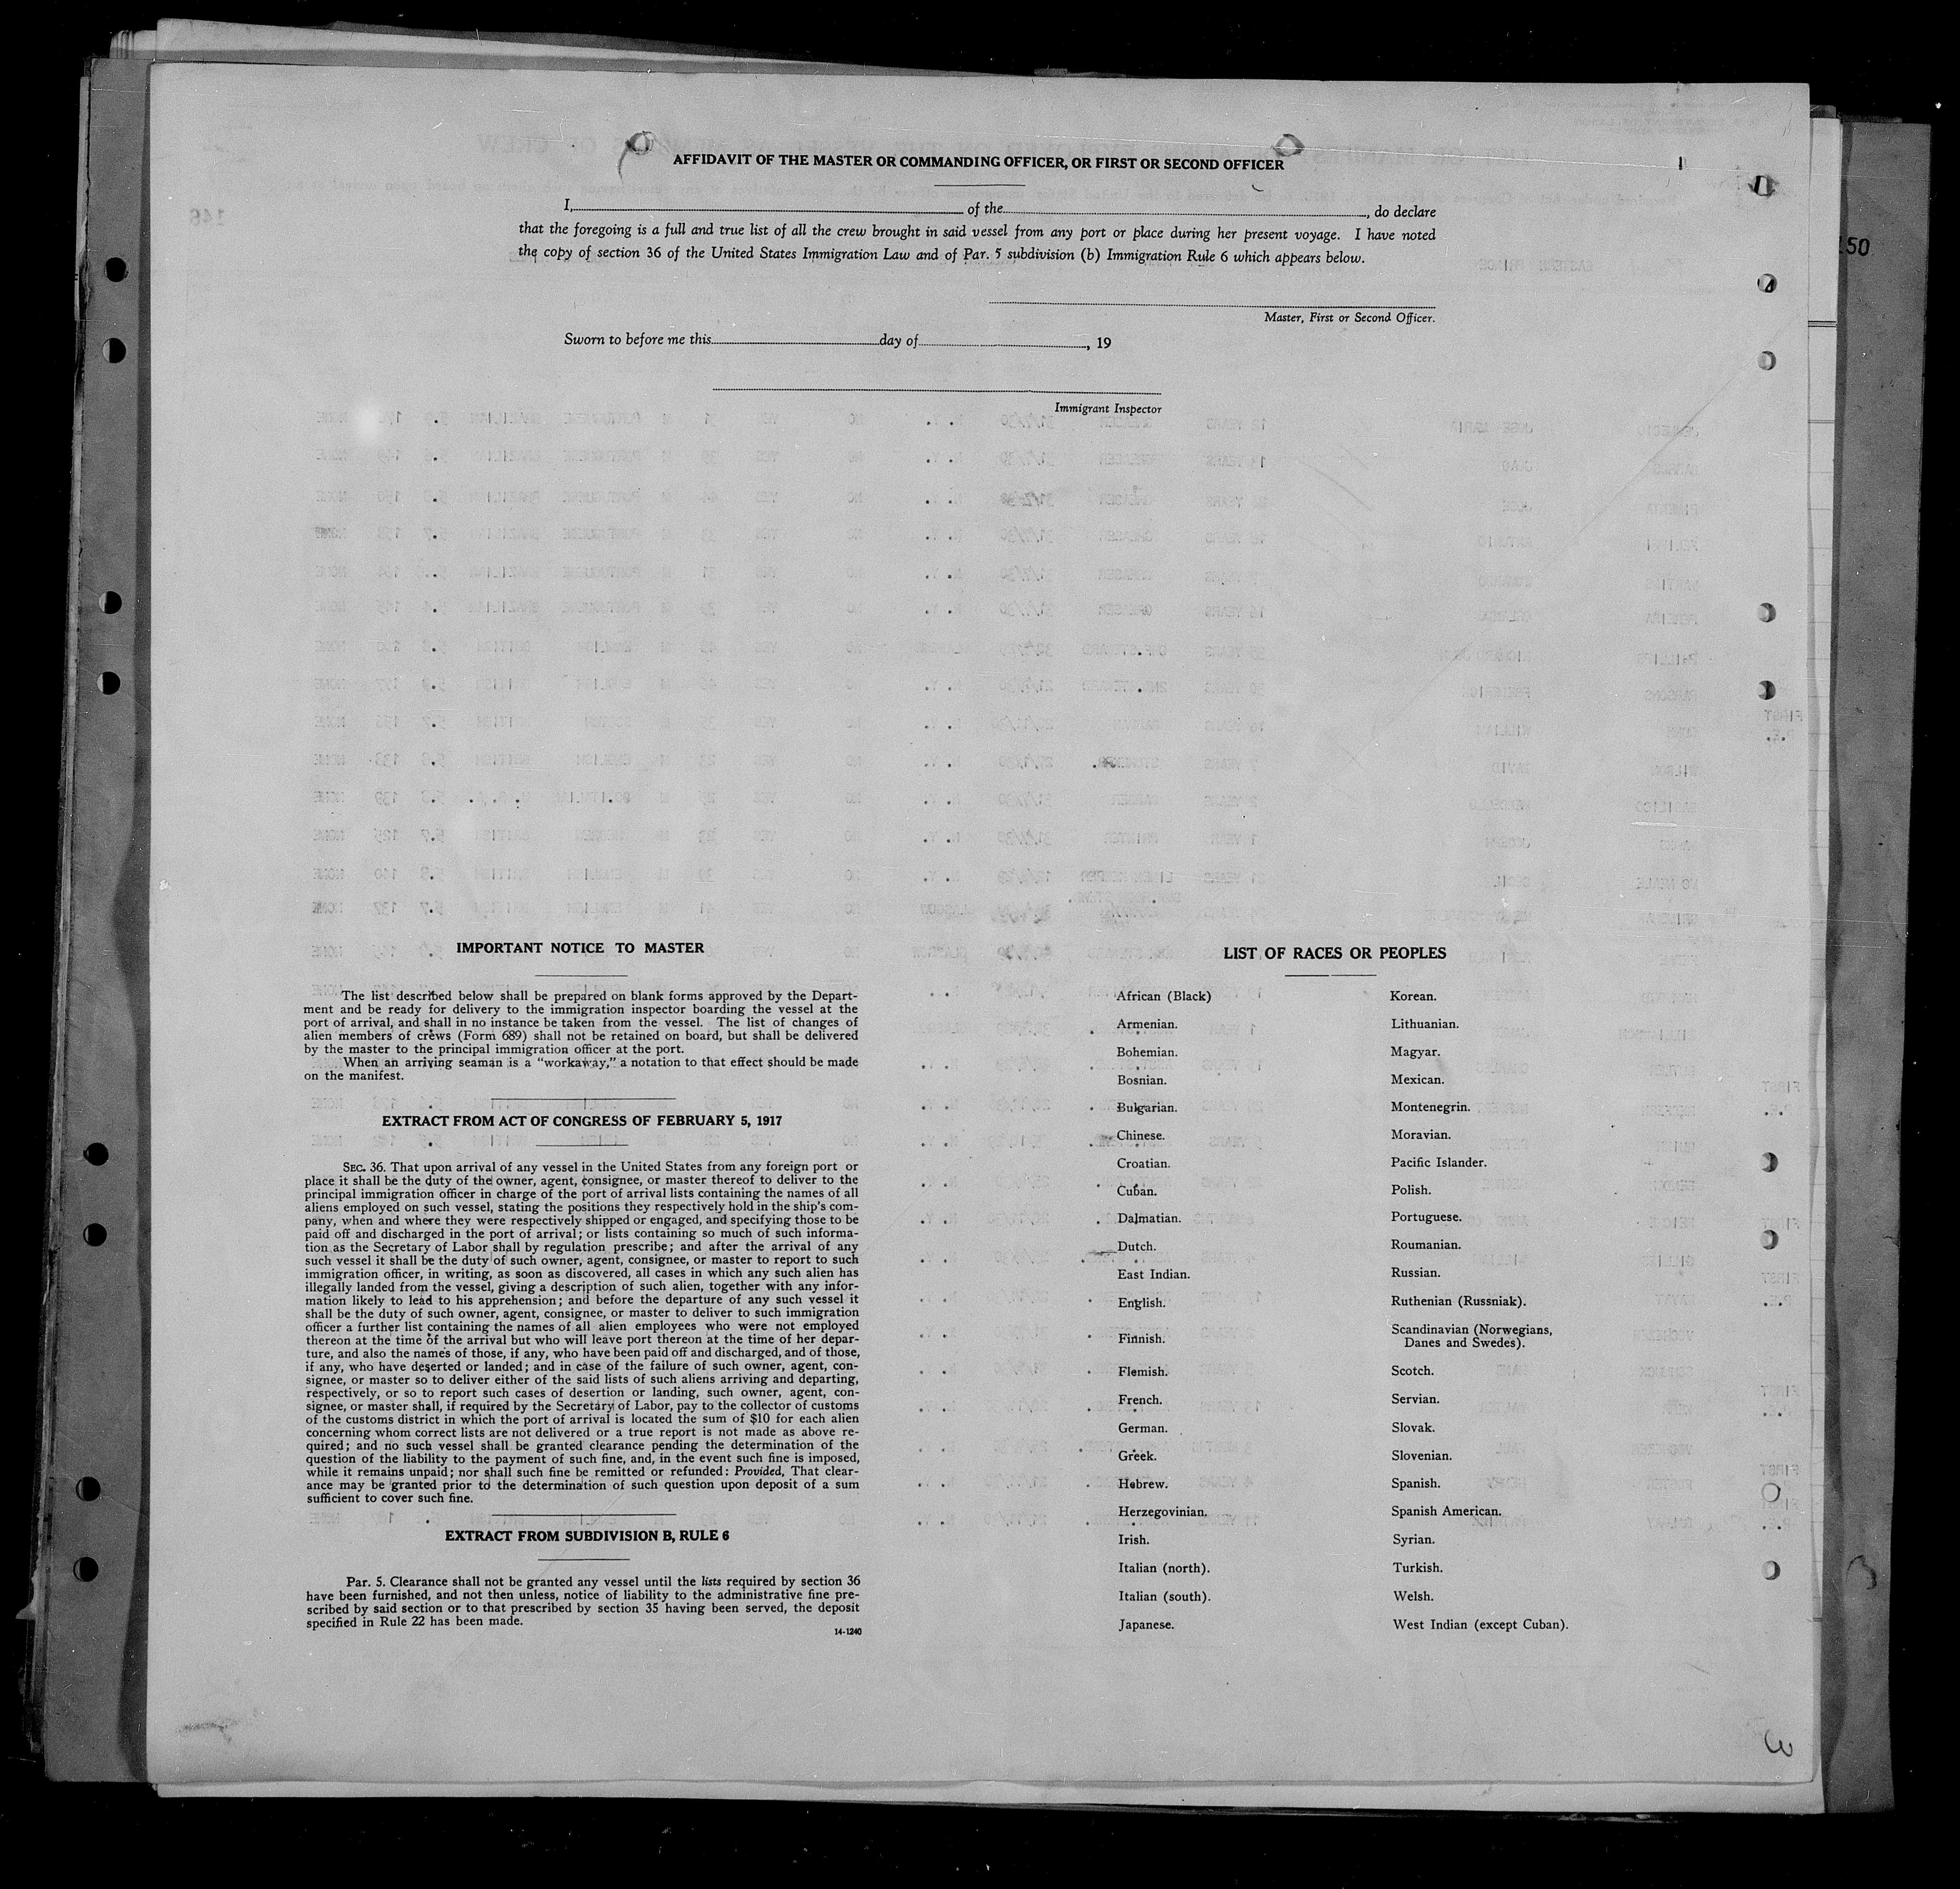 AFFIDAVIT OF THE MASTER OR COMMANDING OFFICER, OR FIRST OR SECOND OFFICER
I, of the , do declare
that the foregoing is a full and true list of all the crew brought in said vessel from any port or place during her present voyage. I have noted
the copy of section 36 of the United States Immigration Law and of Par. 5 subdivision (b) Immigration Rule 6 which appears below.
Master, First or Second Officer.
Sworn to before me this day of , 19
Immigrant Inspector
150
IMPORTANT NOTICE TO MASTER
The list described below shall be prepared on blank forms approved by the Depart-
ment and be ready for delivery to the immigration inspector boarding the vessel at the
port of arrival, and shall in no instance be taken from the vessel. The list of changes of
alien members of crews (Form 689) shall not be retained on board, but shall be delivered
by the master to the principal immigration officer at the port.
When an arriving seaman is a "workaway," a notation to that effect should be made
on the manifest.
EXTRACT FROM ACT OF CONGRESS OF FEBRUARY 5, 1917
SEC. 36. That upon arrival of any vessel in the United States from any foreign port or
place it shall be the duty of the owner, agent, consignee, or master thereof to deliver to the
principal immigration officer in charge of the port of arrival lists containing the names of all
aliens employed on such vessel, stating the positions they respectively hold in the ship's com-
pany, when and where they were respectively shipped or engaged, and specifying those to be
paid off and discharged in the port of arrival; or lists containing so much of such informa-
tion as the Secretary of Labor shall by regulation prescribe; and after the arrival of any
such vessel it shall be the duty of such owner, agent, consignee, or master to report to such
immigration officer, in writing, as soon as discovered, all cases in which any such alien has
illegally landed from the vessel, giving a description of such alien, together with any infor-
mation likely to lead to his apprehension; and before the departure of any such vessel it
shall be the duty of such owner, agent, consignee, or master to deliver to such immigration
officer a further list containing the names of all alien employees who were not employed
thereon at the time of the arrival but who will leave port thereon at the time of her depar-
ture, and also the names of those, if any, who have been paid off and discharged, and of those,
if any, who have deserted or landed; and in case of the failure of such owner, agent, con-
signee, or master so to deliver either of the said lists of such aliens arriving and departing,
respectively, or so to report such cases of desertion or landing, such owner, agent, con-
signee, or master shall, if required by the Secretary of Labor, pay to the collector of customs
of the customs district in which the port of arrival is located the sum of $10 for each alien
concerning whom correct lists are not delivered or a true report is not made as above re-
quired; and no such vessel shall be granted clearance pending the determination of the
question of the liability to the payment of such fine, and, in the event such fine is imposed,
while it remains unpaid; nor shall such fine be remitted or refunded: Provided, That clear-
ance may be granted prior to the determination of such question upon deposit of a sum
sufficient to cover such fine.
EXTRACT FROM SUBDIVISION B, RULE 6
Par. 5. Clearance shall not be granted any vessel until the lists required by section 36
have been furnished, and not then unless, notice of liability to the administrative fine pre-
scribed by said section or to that prescribed by section 35 having been served, the deposit
specified in Rule 22 has been made.
14-1240
LIST OF RACES OR PEOPLES
African (Black)
Armenian.
Bohemian.
Bosnian.
Bulgarian.
Chinese.
Croatian.
Cuban.
Dalmatian.
Dutch.
East Indian.
English.
Finnish.
Flemish.
French.
German.
Greek.
Hebrew.
Herzegovinian.
Irish.
Italian (north).
Italian (south).
Japanese.
Korean.
Lithuanian.
Magyar.
Mexican.
Montenegrin.
Moravian.
Pacific Islander.
Polish.
Portuguese.
Roumanian.
Russian.
Ruthenian (Russniak).
Scandinavian (Norwegians,
Danes and Swedes).
Scotch.
Servian.
Slovak.
Slovenian.
Spanish.
Spanish American.
Syrian.
Turkish.
Welsh.
West Indian (except Cuban).
3